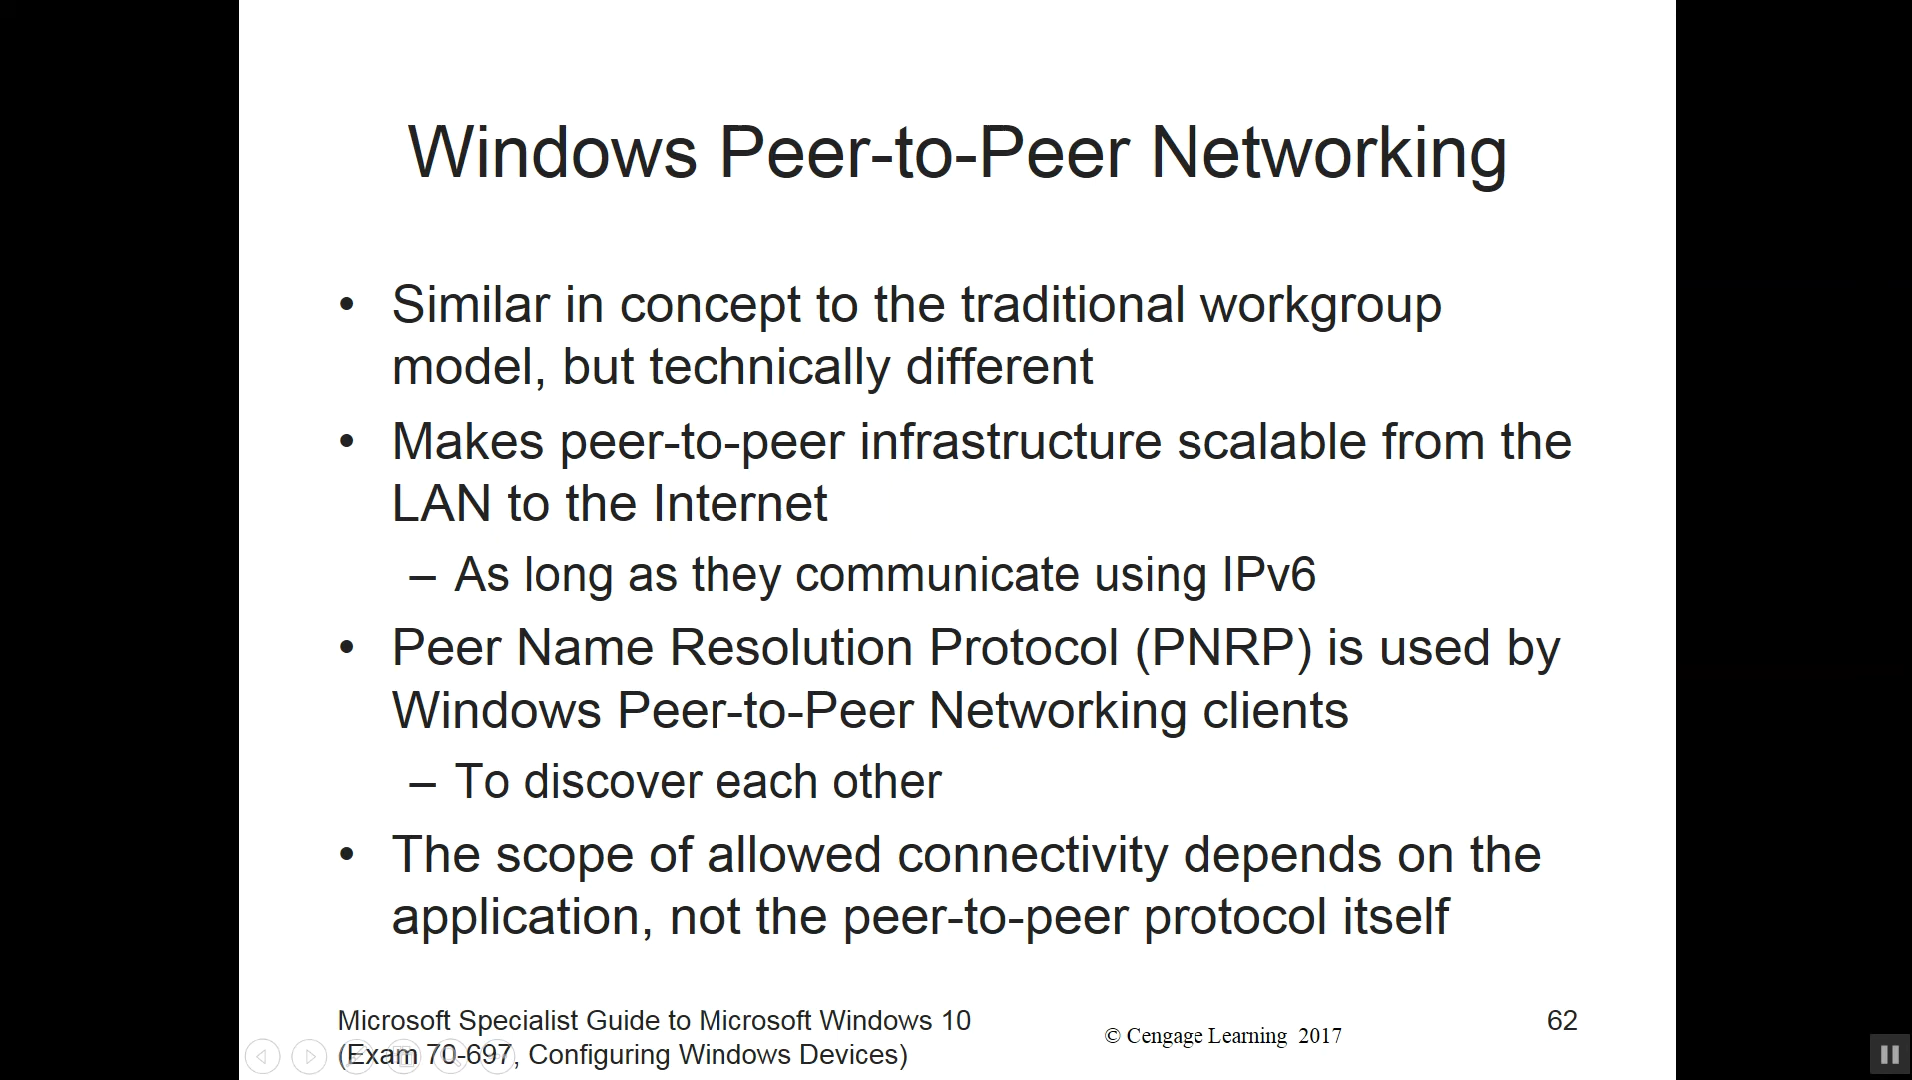 Windows Peer-to-Peer Networking
• Similar in concept to the traditional workgroup
model, but technically different
• Makes peer-to-peer infrastructure scalable from the
LAN to the Internet
– As long as they communicate using IPv6
• Peer Name Resolution Protocol (PNRP) is used by
Windows Peer-to-Peer Networking clients
– To discover each other
• The scope of allowed connectivity depends on the
application, not the peer-to-peer protocol itself
Microsoft Specialist Guide to Microsoft Windows 10
(Exam 70-697, Configuring Windows Devices)
© Cengage Learning 2017
62